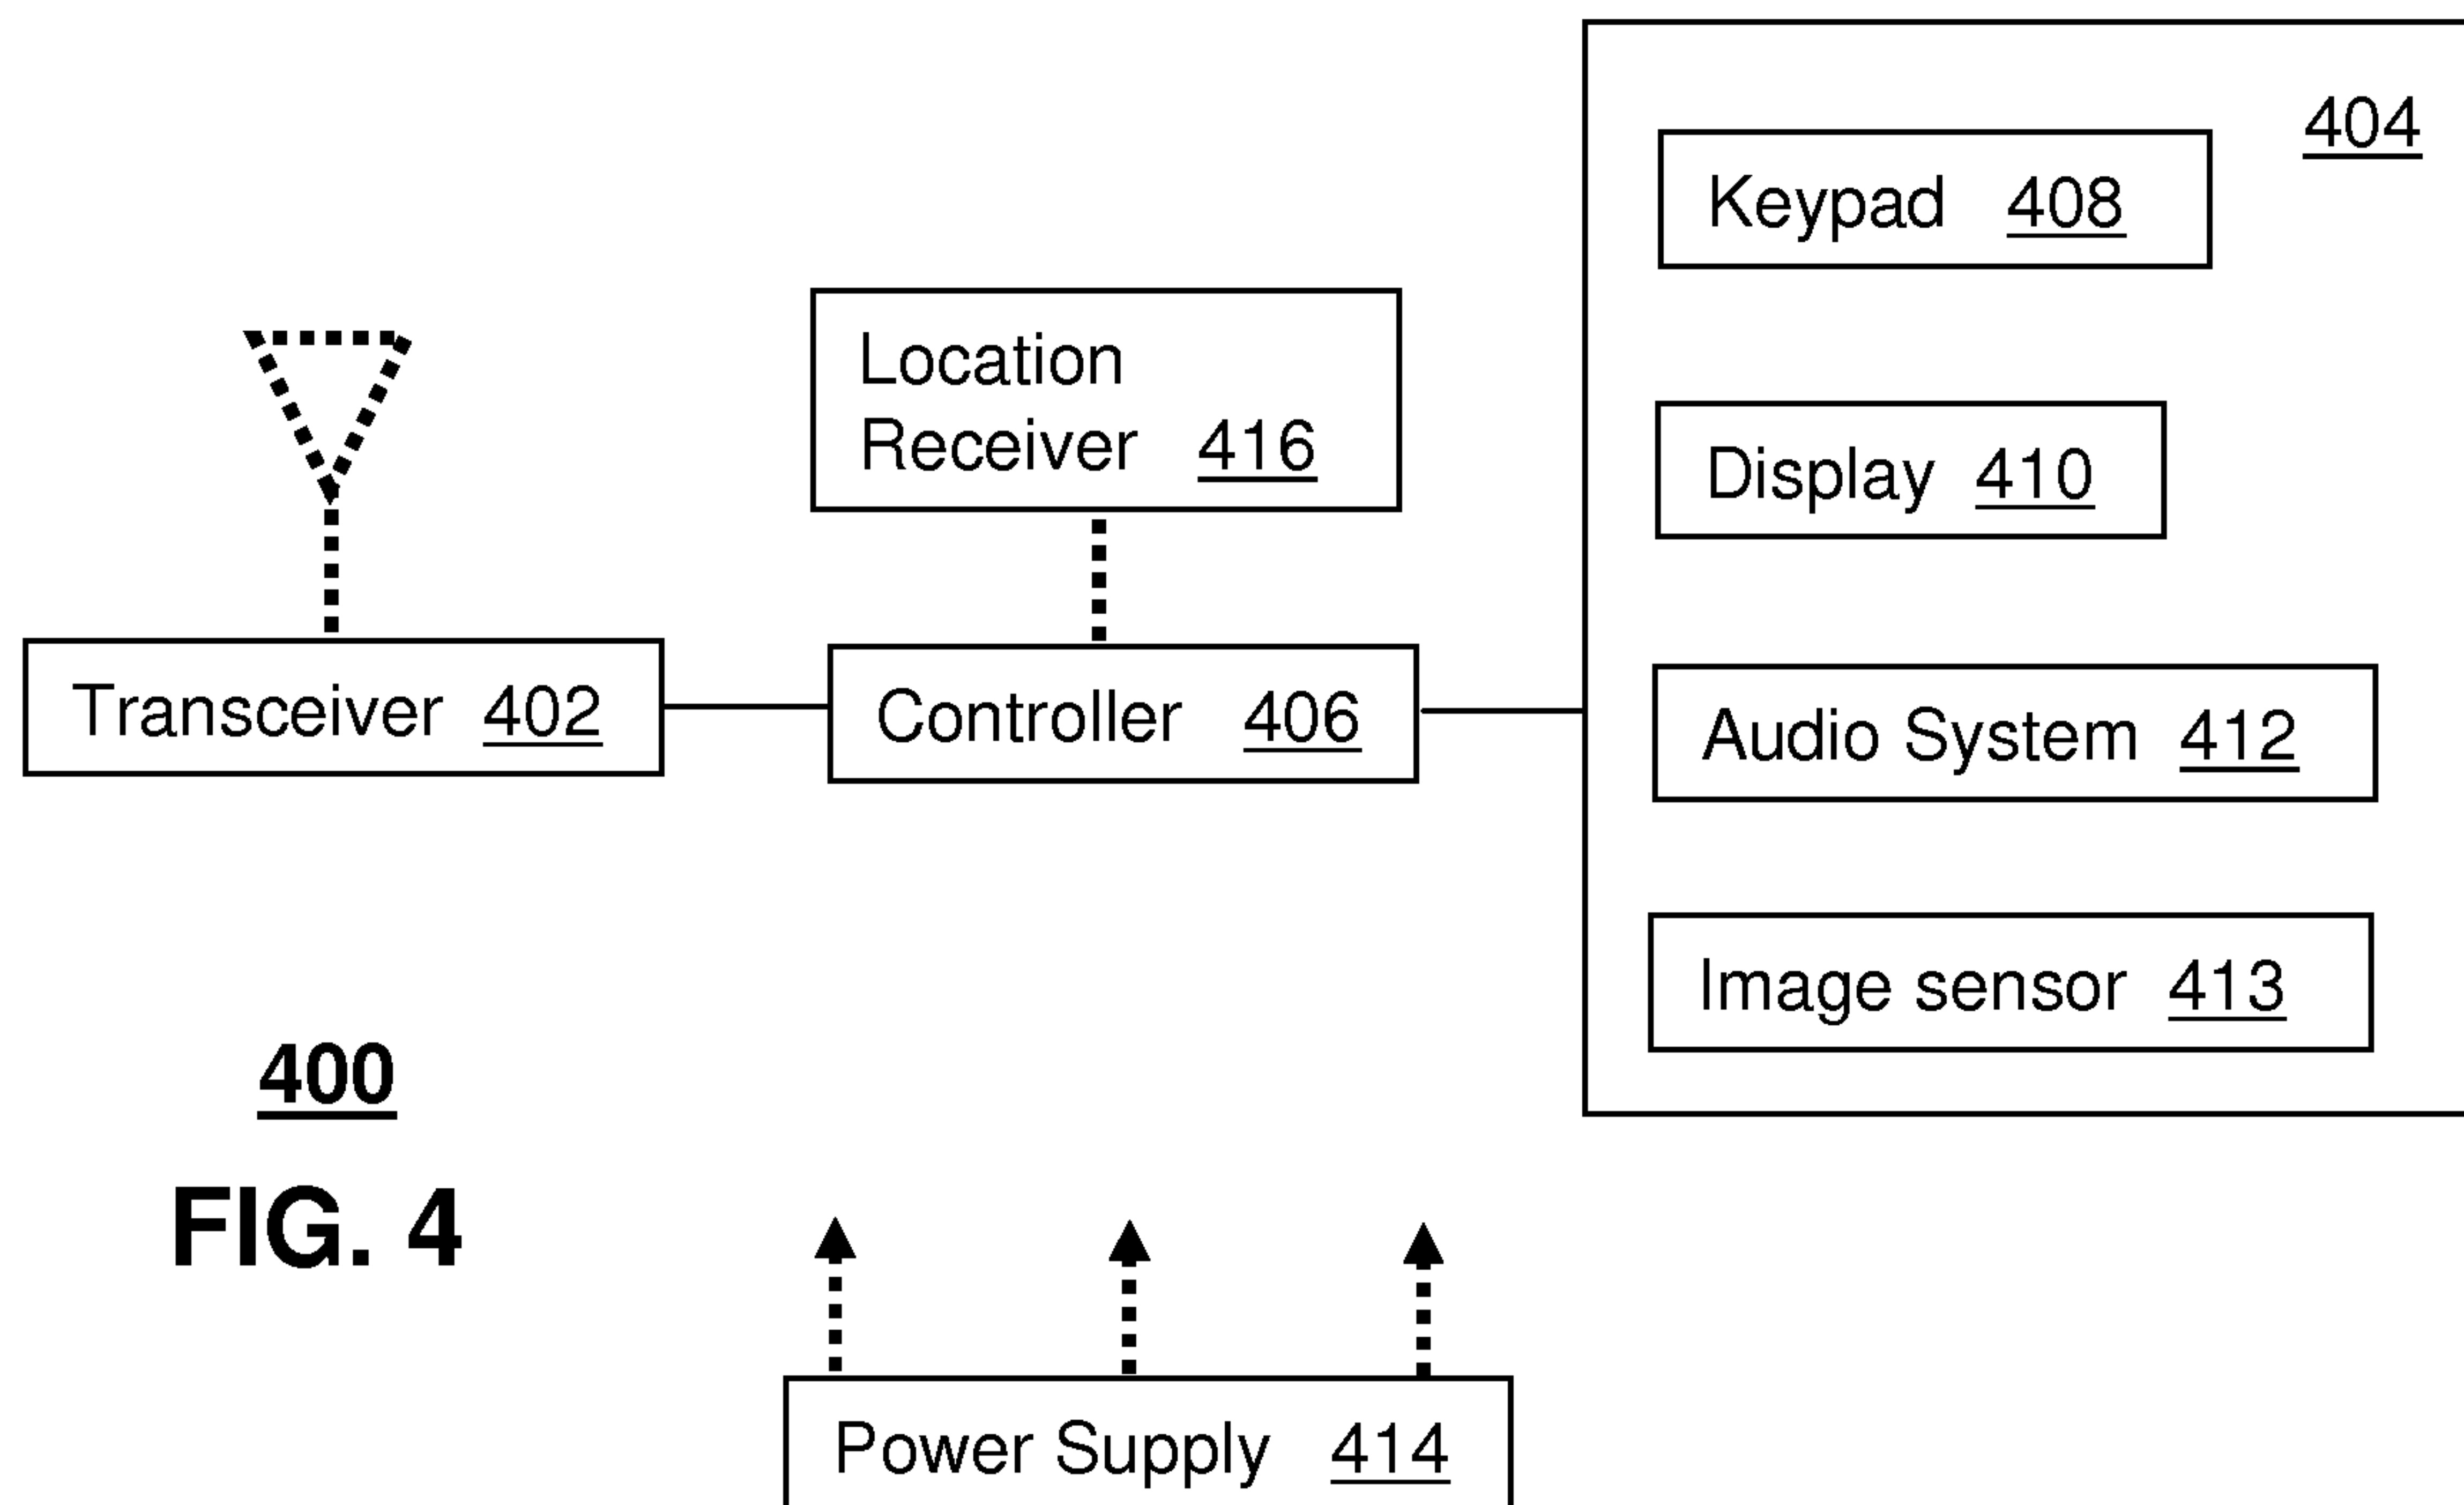 404
Keypad 408
Location
Receiver 416
Display 410
Transceiver 402
Controller 406
Audio System 412
Image sensor 413
400
FIG. 4
Power Supply 414